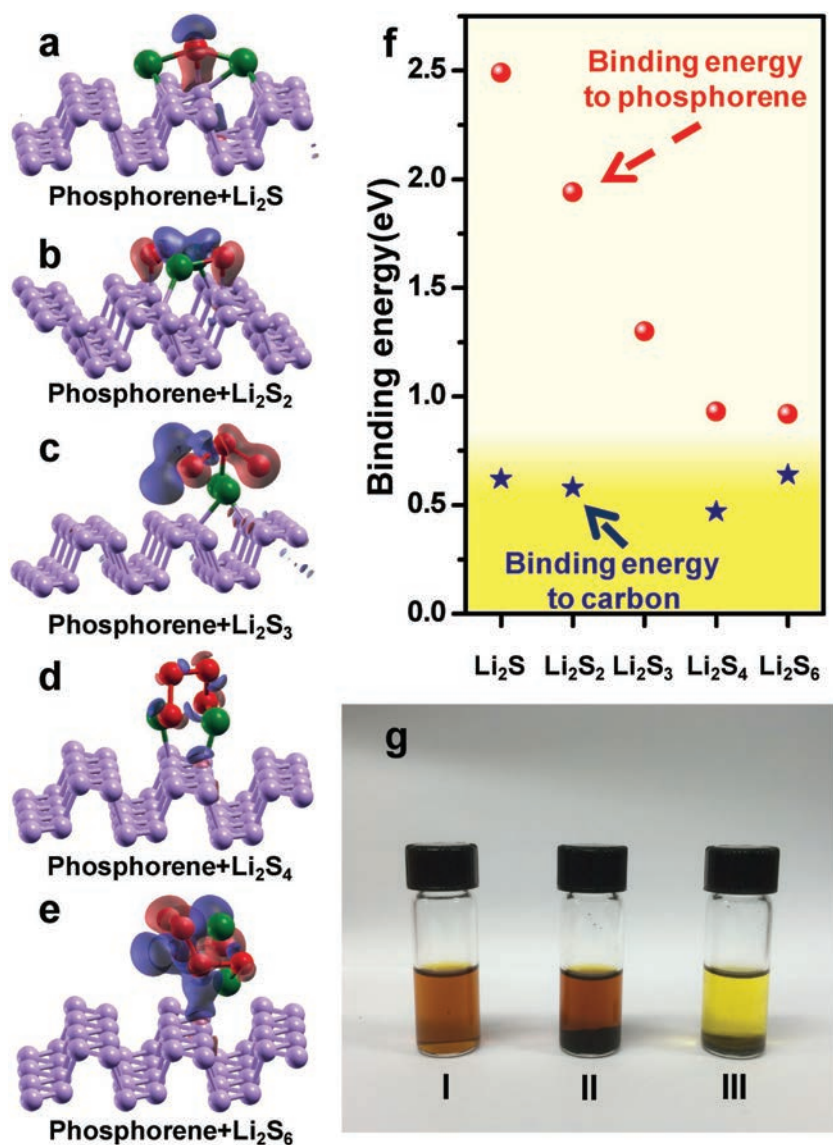 a
Phosphorene+Li₂S
b
Phosphorene+Li₂S₂
c
Phosphorene+Li₂S₃
d
Phosphorene+Li₂S₄
e
Phosphorene+Li₂S₆
f
Binding energy(eV)
2.5
2.0
1.5
1.0
0.5
0.0
Binding energy
to phosphorene
Binding energy
to carbon
Li₂S Li₂S₂ Li₂S₃ Li₂S₄ Li₂S₆
g
I II III